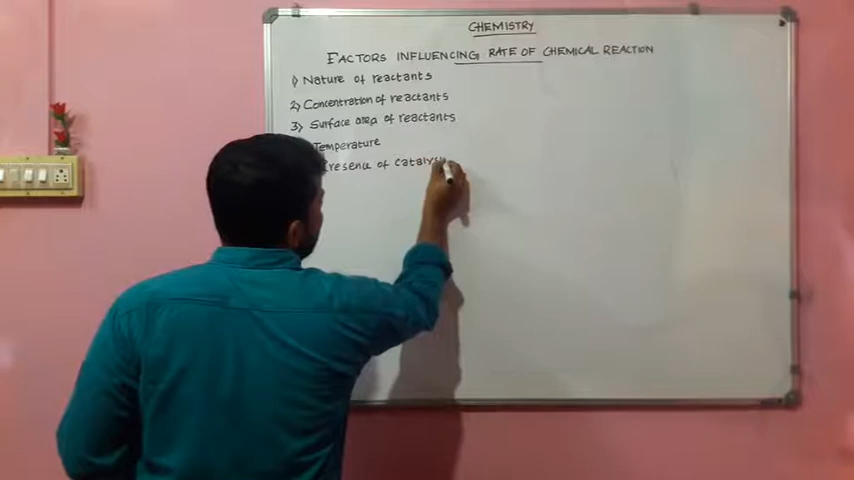 CHEMISTRY
FACTORS INFLUENCING RATE OF CHEMICAL REACTION
1) Nature of reactants
2) Concentration of reactants
3) Surface area of reactants
Temperature
Presence of catalys